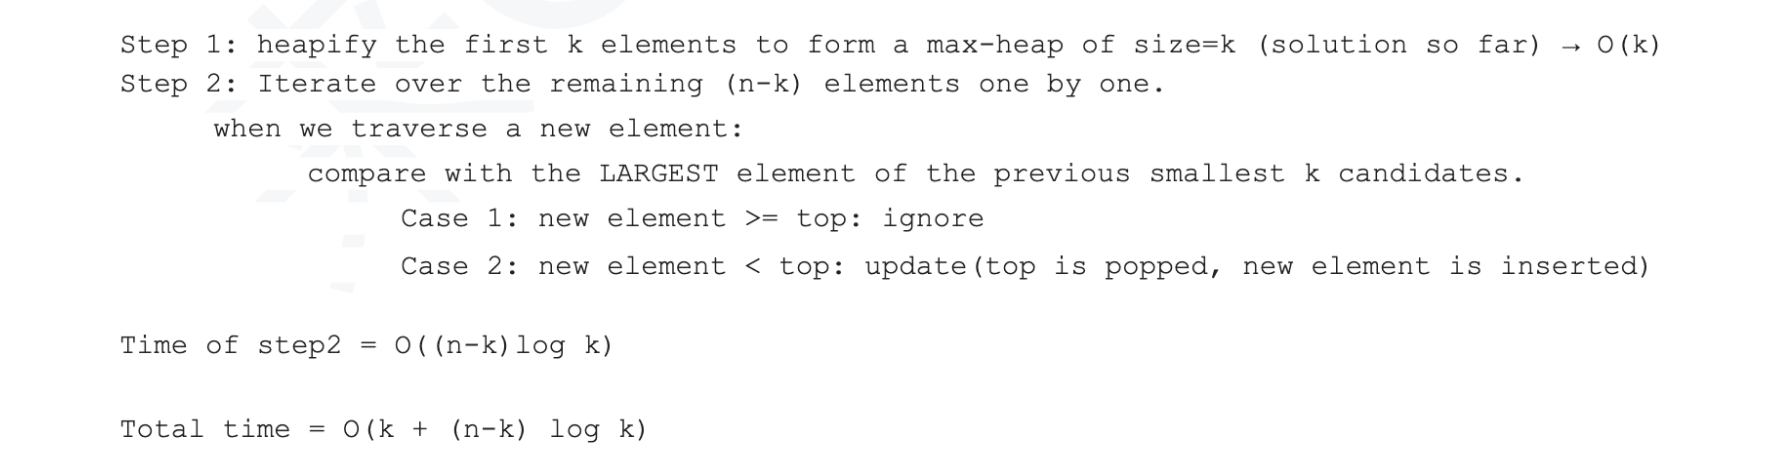 Step 1: heapify the first k elements to form a max-heap of size=k (solution so far) → O(k)
Step 2: Iterate over the remaining (n-k) elements one by one.
when we traverse a new element:
compare with the LARGEST element of the previous smallest k candidates.
Case 1: new element >= top: ignore
Case 2: new element < top: update(top is popped, new element is inserted)
Time of step2 = O((n-k)log k)
Total time = O(k + (n-k) log k)